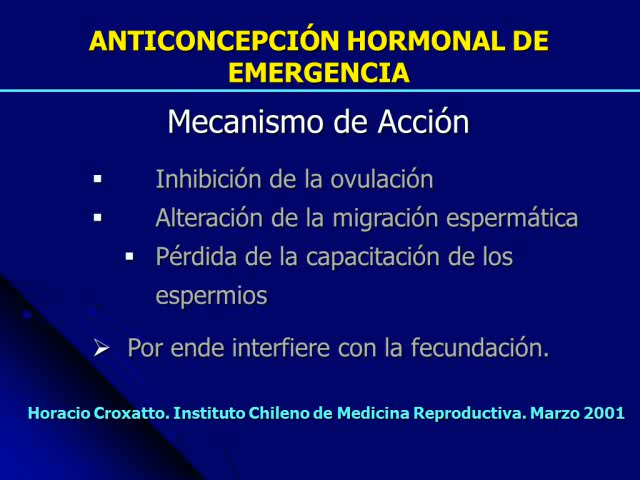 ANTICONCEPCIÓN HORMONAL DE
EMERGENCIA
Mecanismo de Acción
▪ Inhibición de la ovulación
▪ Alteración de la migración espermática
▪ Pérdida de la capacitación de los
espermios
➢ Por ende interfiere con la fecundación.
Horacio Croxatto. Instituto Chileno de Medicina Reproductiva. Marzo 2001